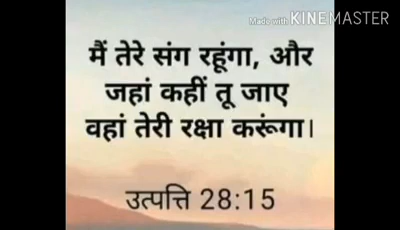 Made with KINEMASTER
मैं तेरे संग रहूंगा, और
जहां कहीं तू जाए
वहां तेरी रक्षा करूंगा।
उत्पत्ति 28:15